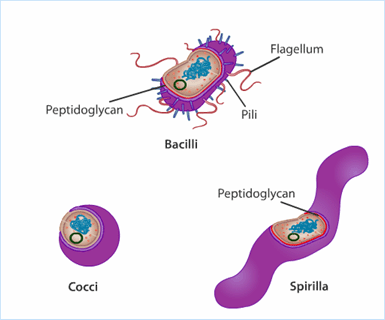 Flagellum
Peptidoglycan
Pili
Bacilli
Peptidoglycan
Cocci
Spirilla